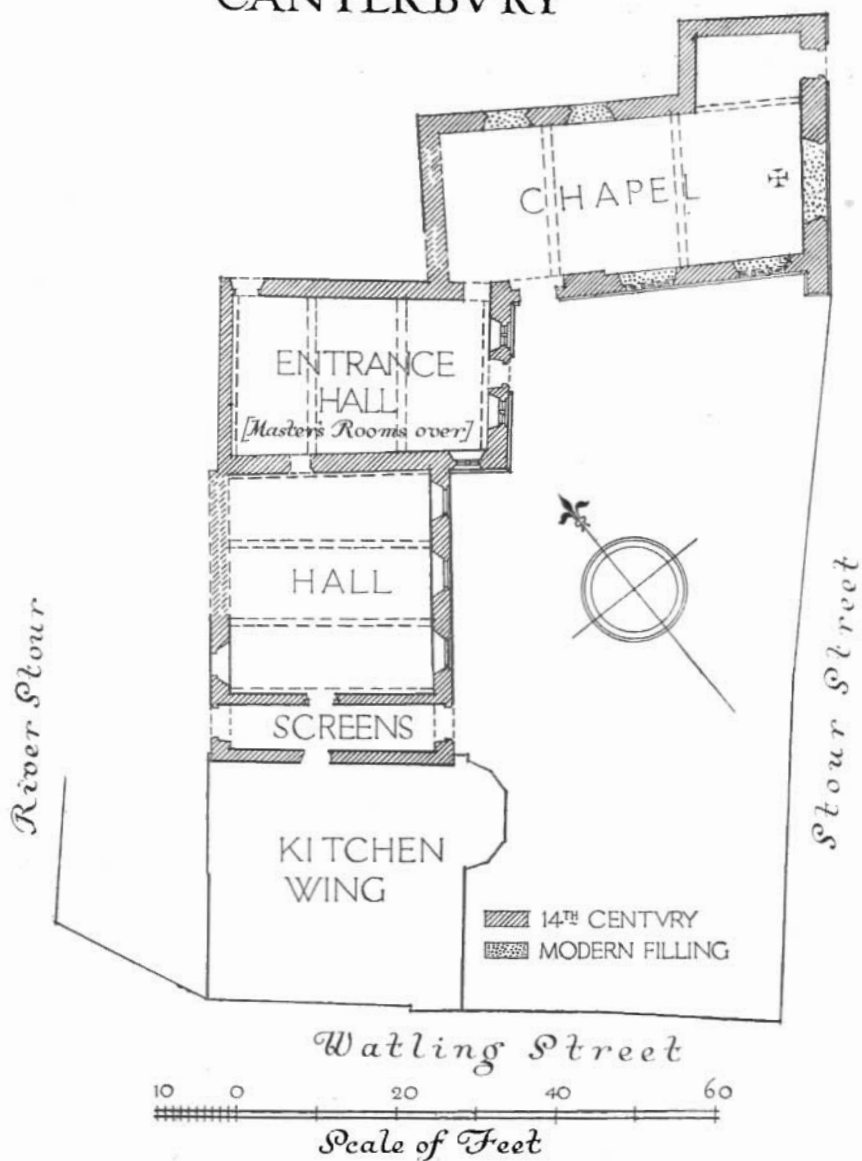 CANTERBVRY
CHAPEL
ENTRANCE
HALL
[Master's Rooms over]
HALL
SCREENS
River Stour
Stour Street
KITCHEN
WING
14TH CENTVRY
MODERN FILLING
Watling Street
10 0 20 40 60
Scale of Feet